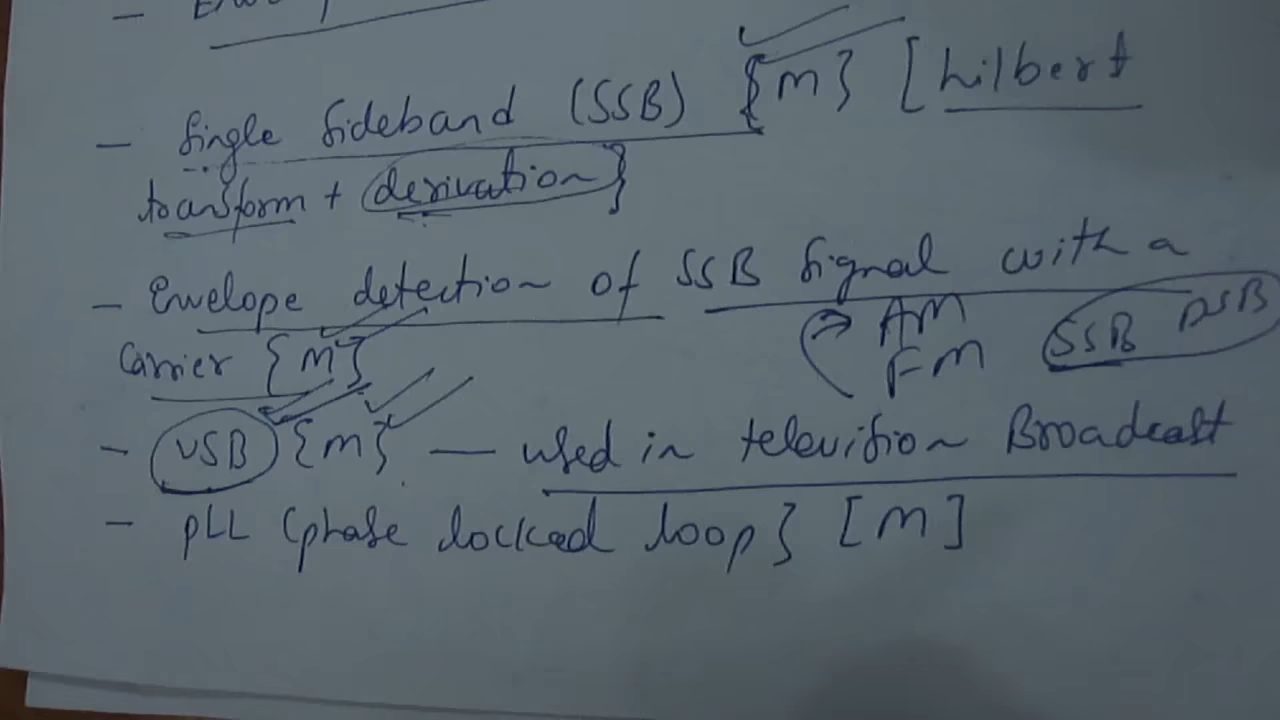 - Single Sideband (SSB) {m} [hilbert
transform + derivation}
- Envelope detection of SSB Signal with a
Carrier {m} AM FM SSB DSB
- VSB {m} — used in television Broadcast
- PLL (phase locked loop} [m]